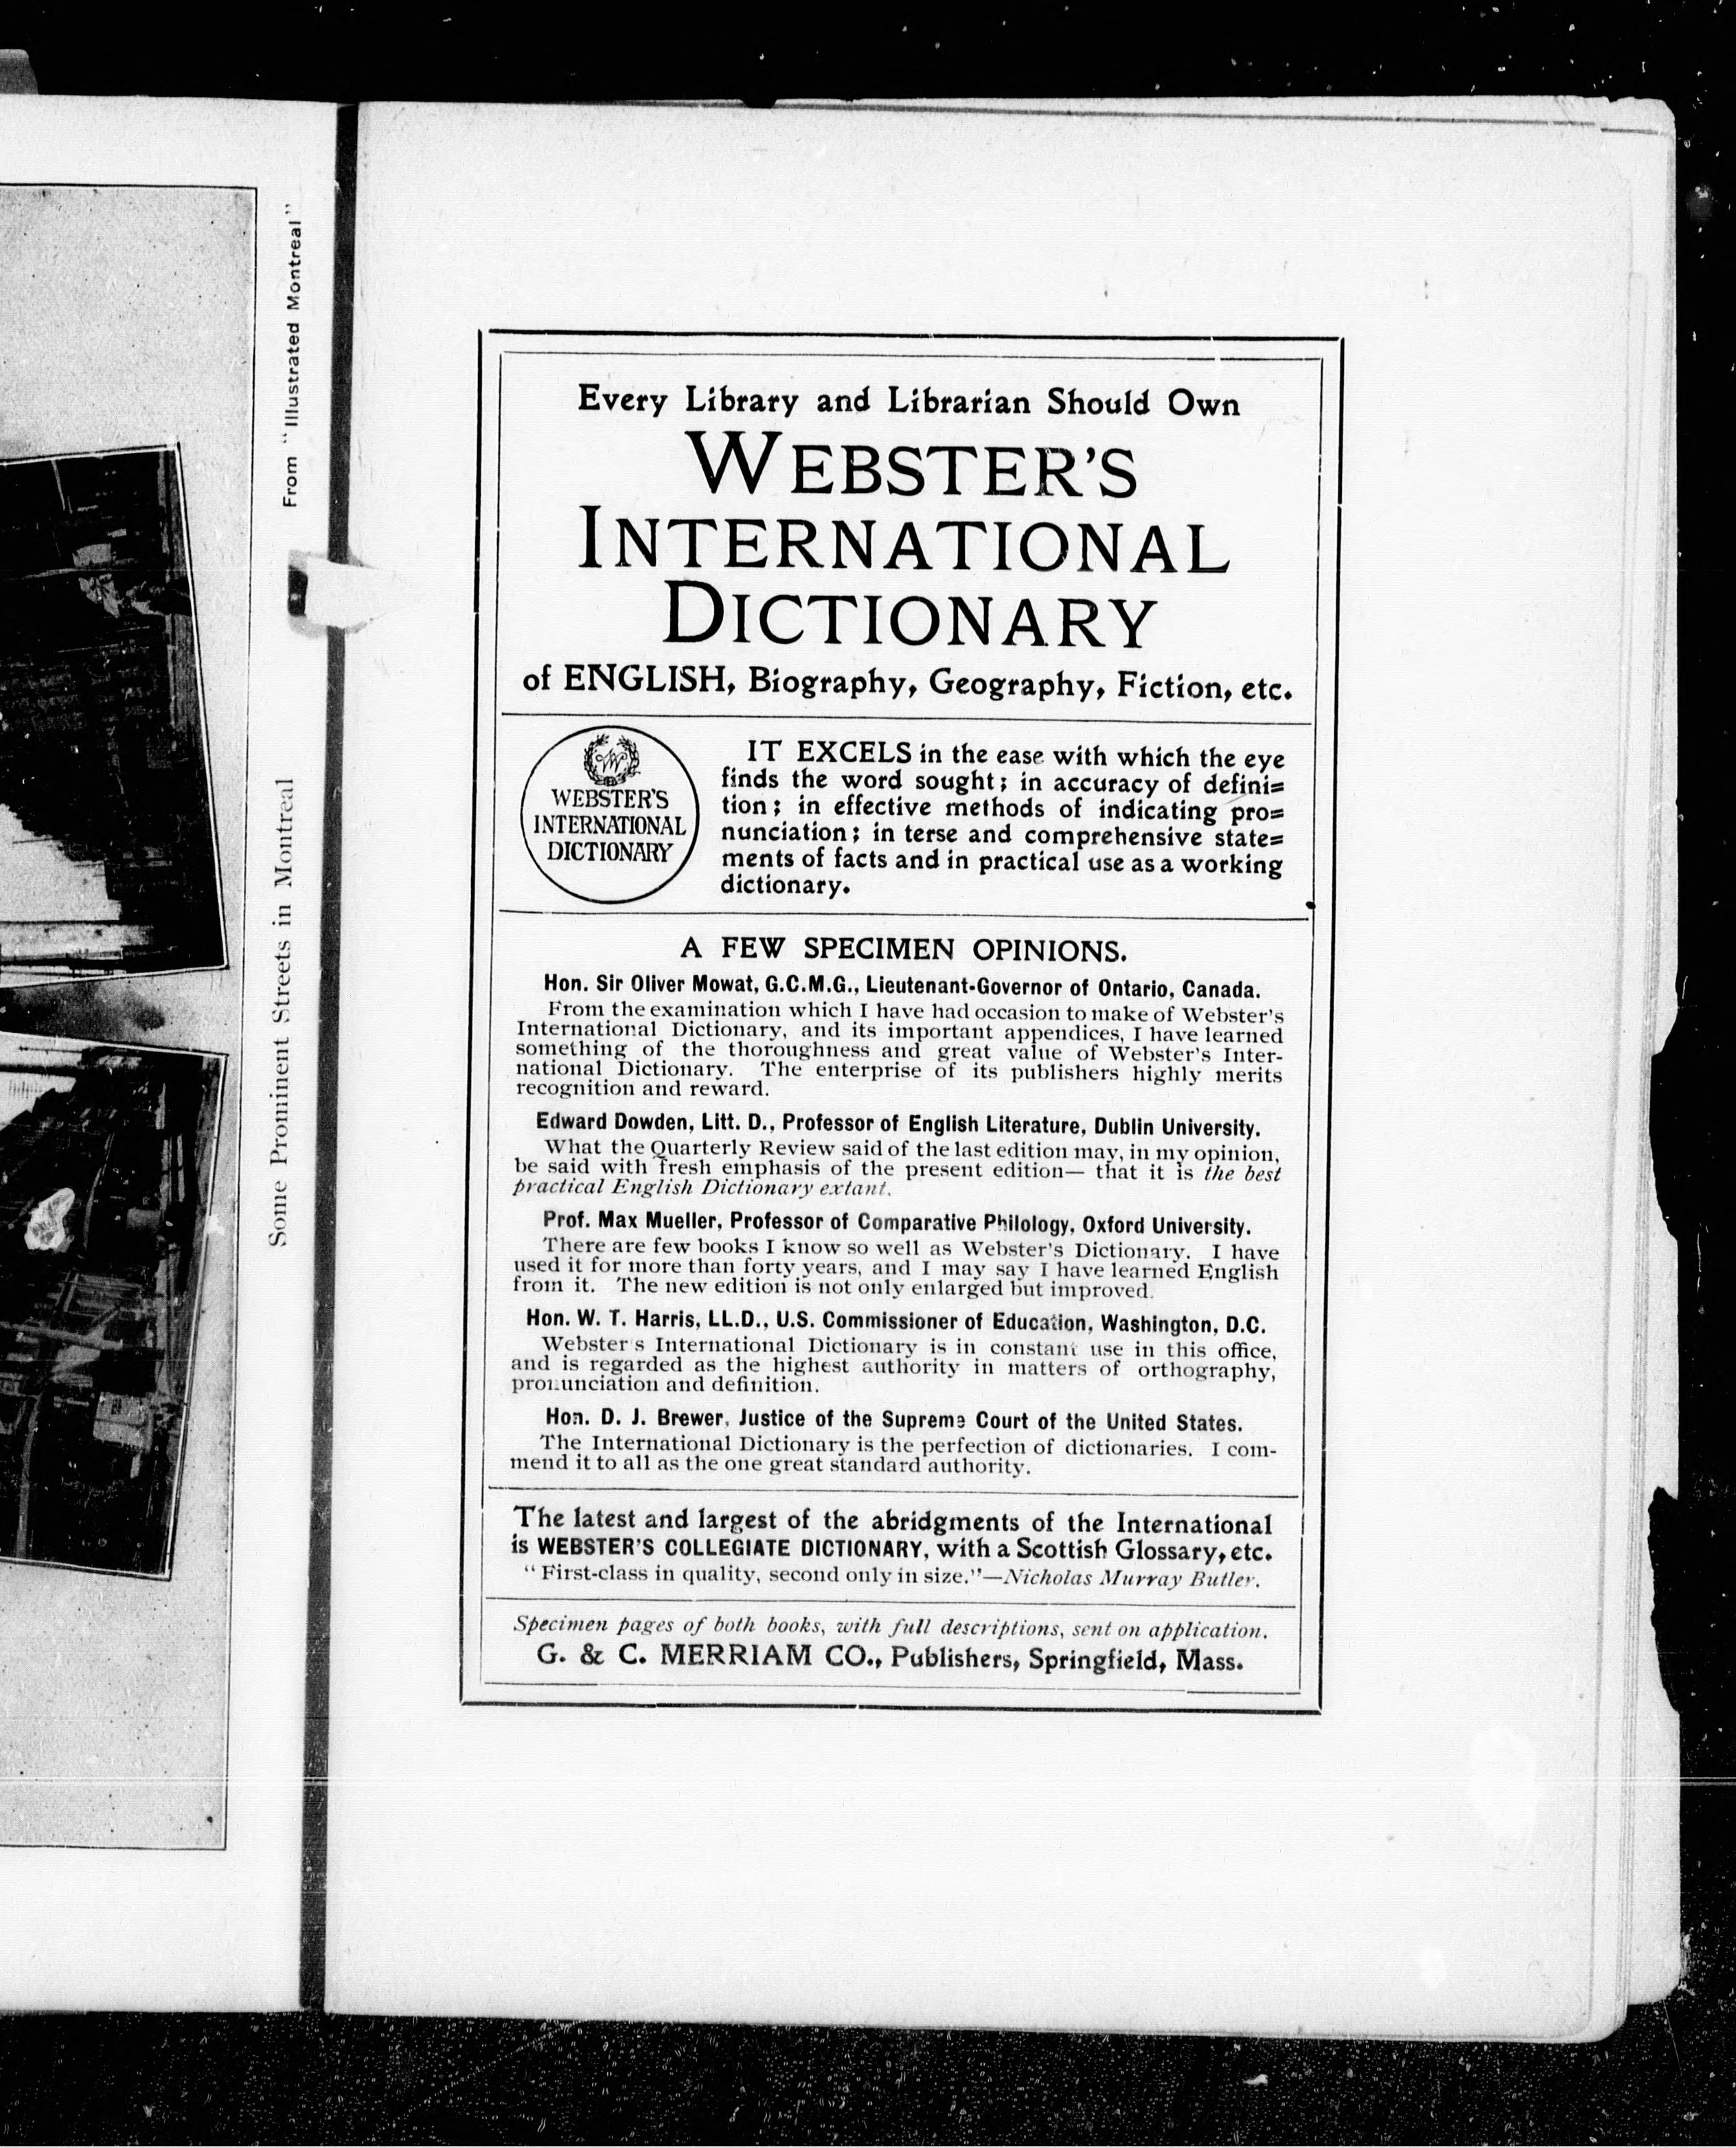 From "Illustrated Montreal"
Some Prominent Streets in Montreal
Every Library and Librarian Should Own
WEBSTER'S
INTERNATIONAL
DICTIONARY
of ENGLISH, Biography, Geography, Fiction, etc.
W
WEBSTER'S
INTERNATIONAL
DICTIONARY
IT EXCELS in the ease with which the eye
finds the word sought; in accuracy of defini=
tion; in effective methods of indicating pro=
nunciation; in terse and comprehensive state=
ments of facts and in practical use as a working
dictionary.
A FEW SPECIMEN OPINIONS.
Hon. Sir Oliver Mowat, G.C.M.G., Lieutenant-Governor of Ontario, Canada.
From the examination which I have had occasion to make of Webster's
International Dictionary, and its important appendices, I have learned
something of the thoroughness and great value of Webster's Inter-
national Dictionary. The enterprise of its publishers highly merits
recognition and reward.
Edward Dowden, Litt. D., Professor of English Literature, Dublin University.
What the Quarterly Review said of the last edition may, in my opinion,
be said with fresh emphasis of the present edition— that it is the best
practical English Dictionary extant.
Prof. Max Mueller, Professor of Comparative Philology, Oxford University.
There are few books I know so well as Webster's Dictionary. I have
used it for more than forty years, and I may say I have learned English
from it. The new edition is not only enlarged but improved.
Hon. W. T. Harris, LL.D., U.S. Commissioner of Education, Washington, D.C.
Webster s International Dictionary is in constant use in this office,
and is regarded as the highest authority in matters of orthography,
pronunciation and definition.
Hon. D. J. Brewer, Justice of the Supreme Court of the United States.
The International Dictionary is the perfection of dictionaries. I com-
mend it to all as the one great standard authority.
The latest and largest of the abridgments of the International
is WEBSTER'S COLLEGIATE DICTIONARY, with a Scottish Glossary, etc.
"First-class in quality, second only in size."—Nicholas Murray Butler.
Specimen pages of both books, with full descriptions, sent on application.
G. & C. MERRIAM CO., Publishers, Springfield, Mass.